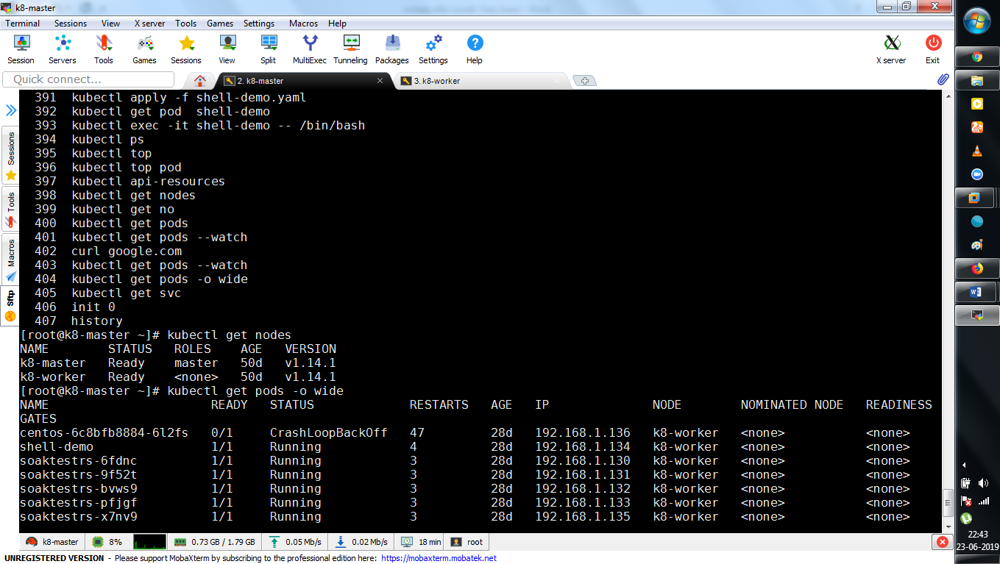 k8-master
Terminal Sessions View X server Tools Games Settings Macros Help
Session Servers Tools Games Sessions View Split MultiExec Tunneling Packages Settings Help X server Exit
Quick connect... 2. k8-master 3. k8-worker
Sessions
Tools
Macros
Sftp
391 kubectl apply -f shell-demo.yaml
392 kubectl get pod  shell-demo
393 kubectl exec -it shell-demo -- /bin/bash
394 kubectl ps
395 kubectl top
396 kubectl top pod
397 kubectl api-resources
398 kubectl get nodes
399 kubectl get no
400 kubectl get pods
401 kubectl get pods --watch
402 curl google.com
403 kubectl get pods --watch
404 kubectl get pods -o wide
405 kubectl get svc
406 init 0
407 history
[root@k8-master ~]# kubectl get nodes
NAME STATUS ROLES AGE VERSION
k8-master Ready master 50d v1.14.1
k8-worker Ready <none> 50d v1.14.1
[root@k8-master ~]# kubectl get pods -o wide
NAME READY STATUS RESTARTS AGE IP NODE NOMINATED NODE READINESS
GATES
centos-6c8bfb8884-6l2fs 0/1 CrashLoopBackOff 47 28d 192.168.1.136 k8-worker <none> <none>
shell-demo 1/1 Running 4 28d 192.168.1.134 k8-worker <none> <none>
soaktestrs-6fdnc 1/1 Running 3 28d 192.168.1.130 k8-worker <none> <none>
soaktestrs-9f52t 1/1 Running 3 28d 192.168.1.131 k8-worker <none> <none>
soaktestrs-bvws9 1/1 Running 3 28d 192.168.1.132 k8-worker <none> <none>
soaktestrs-pfjgf 1/1 Running 3 28d 192.168.1.133 k8-worker <none> <none>
soaktestrs-x7nv9 1/1 Running 3 28d 192.168.1.135 k8-worker <none> <none>
k8-master 8% 0.73 GB / 1.79 GB 0.05 Mb/s 0.02 Mb/s 18 min root
UNREGISTERED VERSION - Please support MobaXterm by subscribing to the professional edition here: https://mobaxterm.mobatek.net
22:43
23-06-2019